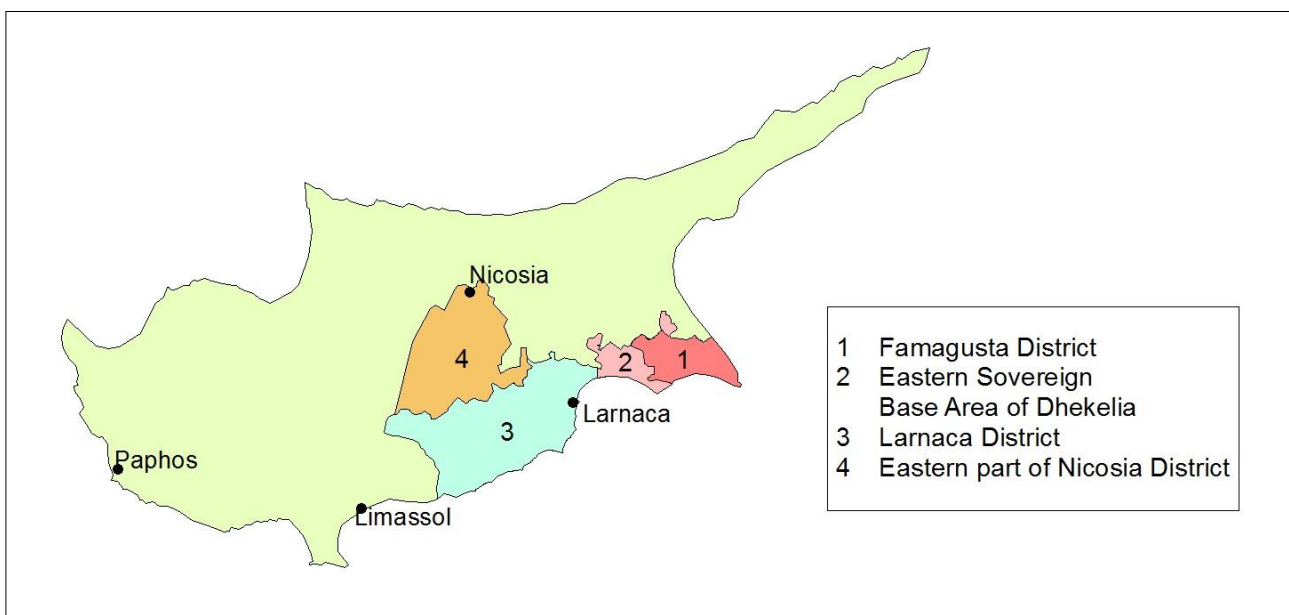 Nicosia
4
2
1
3
Larnaca
Paphos
Limassol
1 Famagusta District
2 Eastern Sovereign
Base Area of Dhekelia
3 Larnaca District
4 Eastern part of Nicosia District